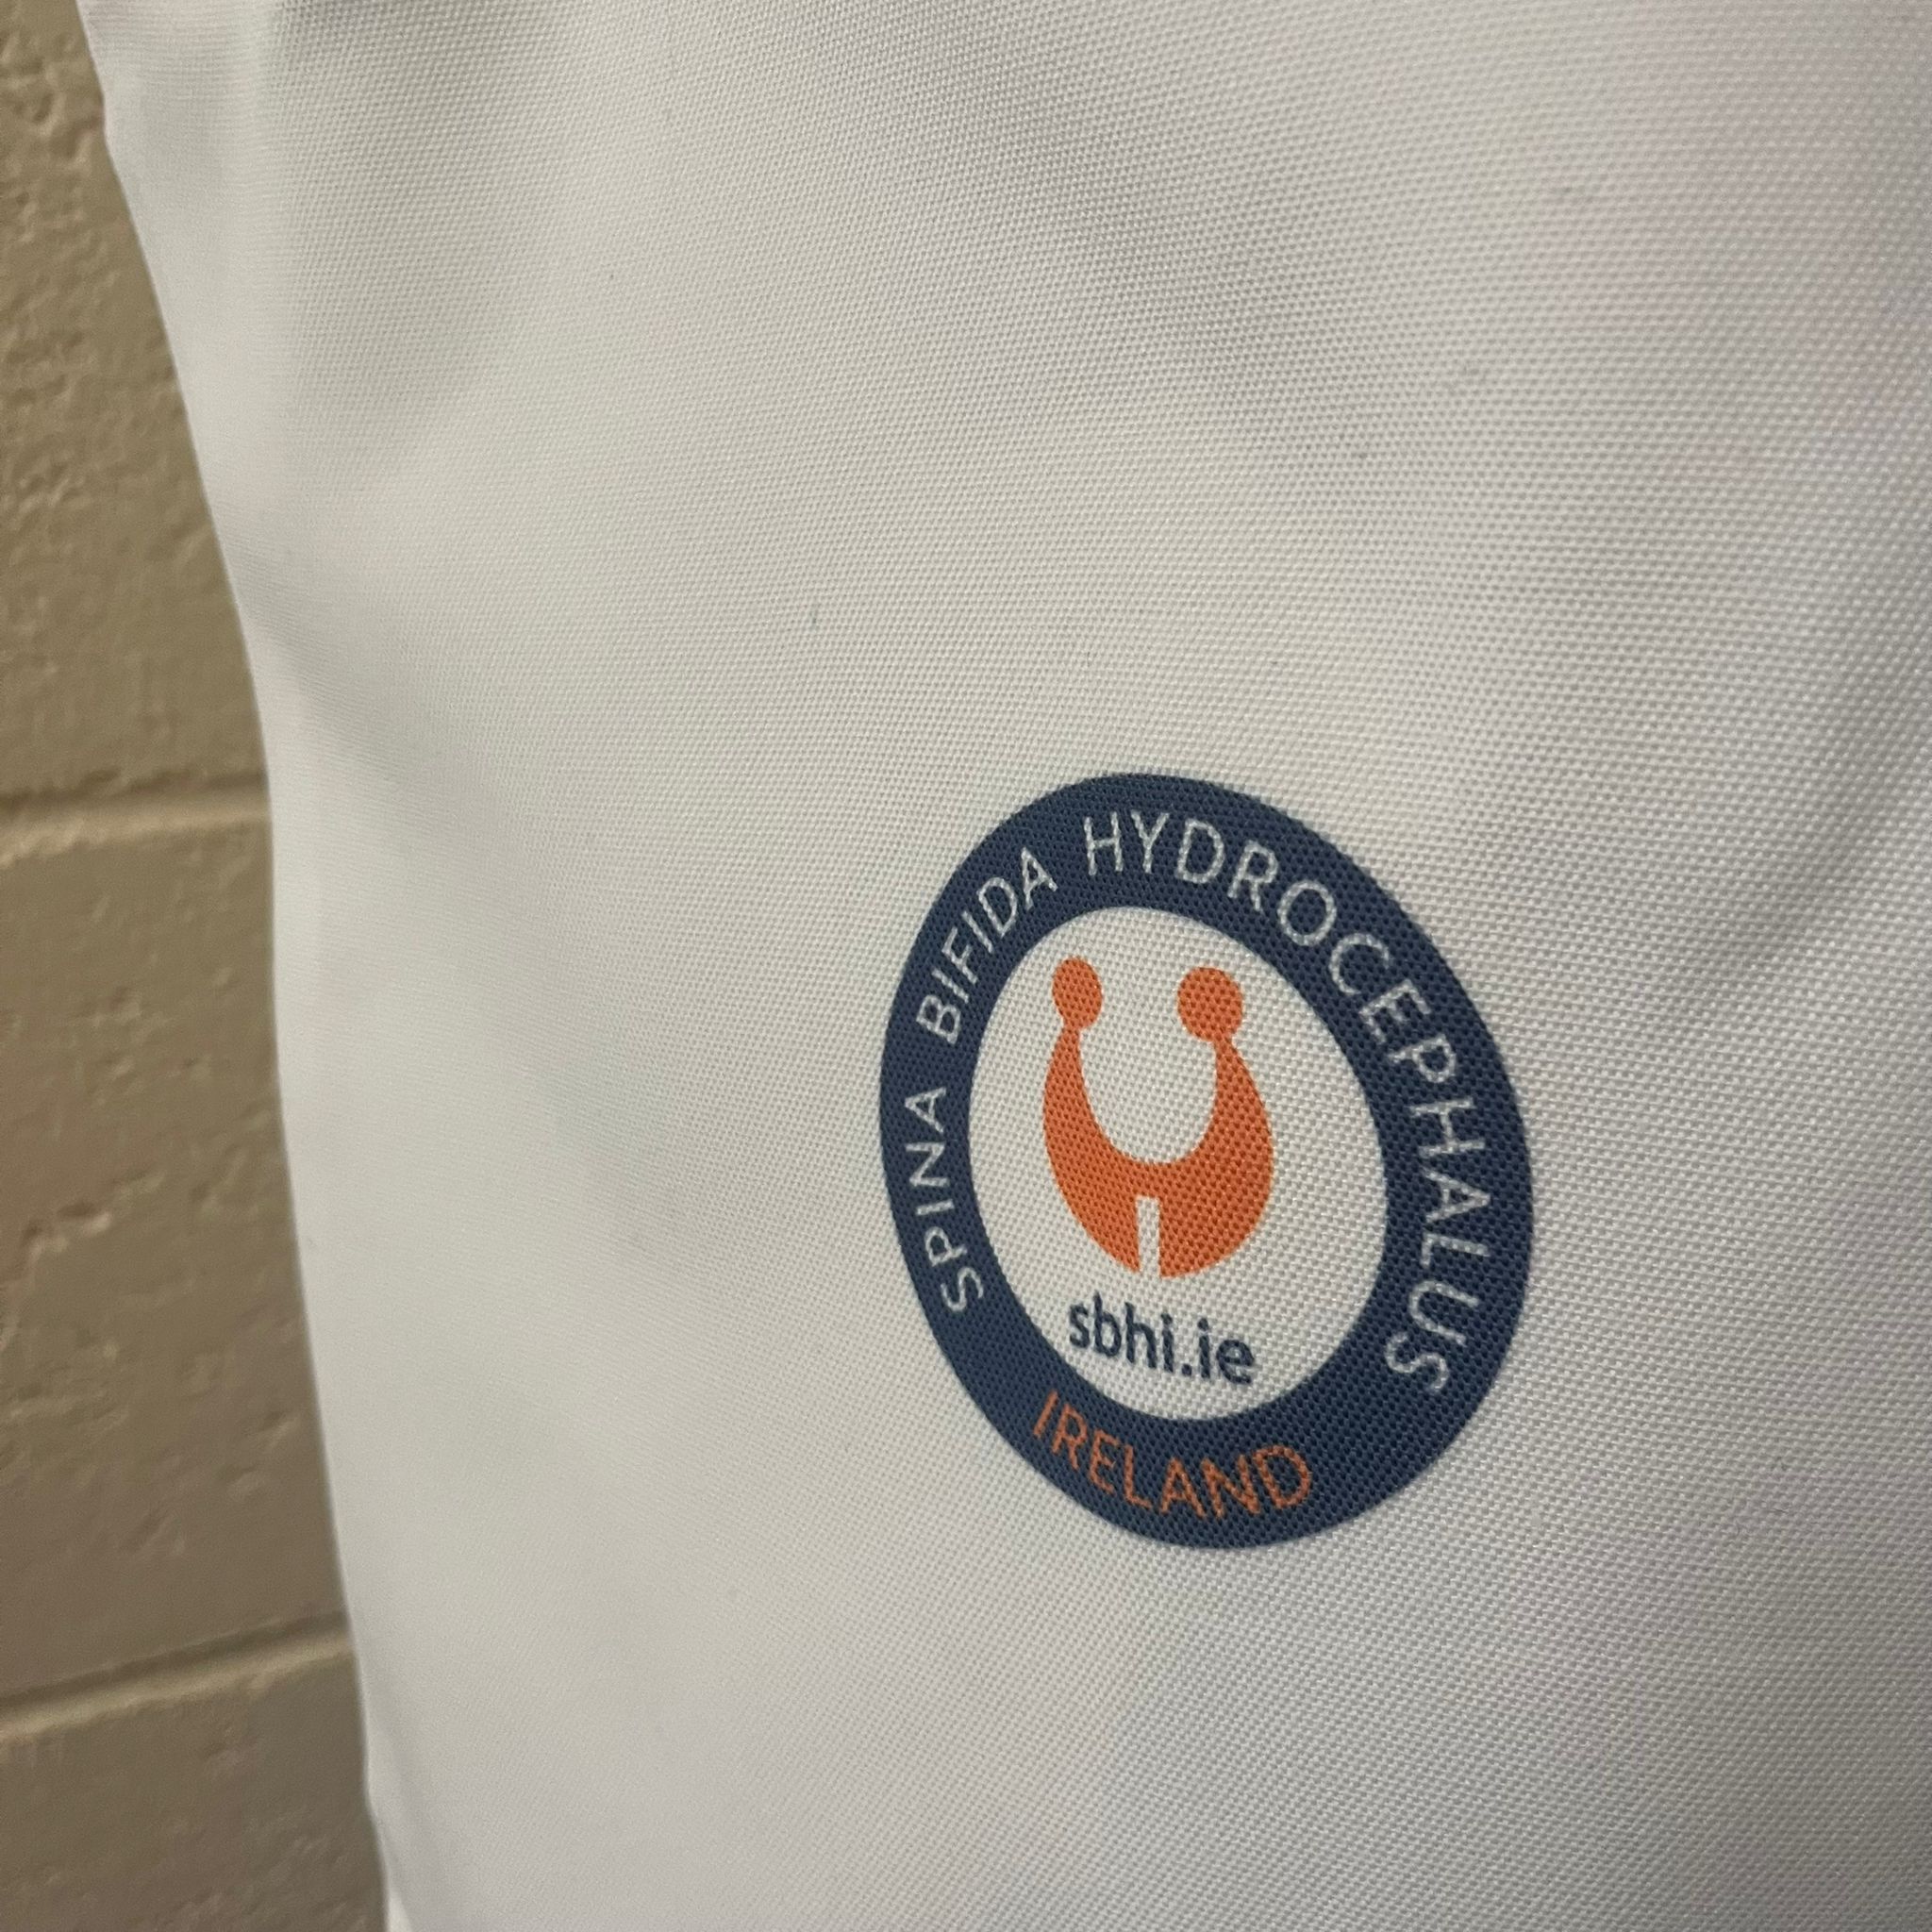 SPINA BIFIDA HYDROCEPHALUS
sbhi.ie
IRELAND